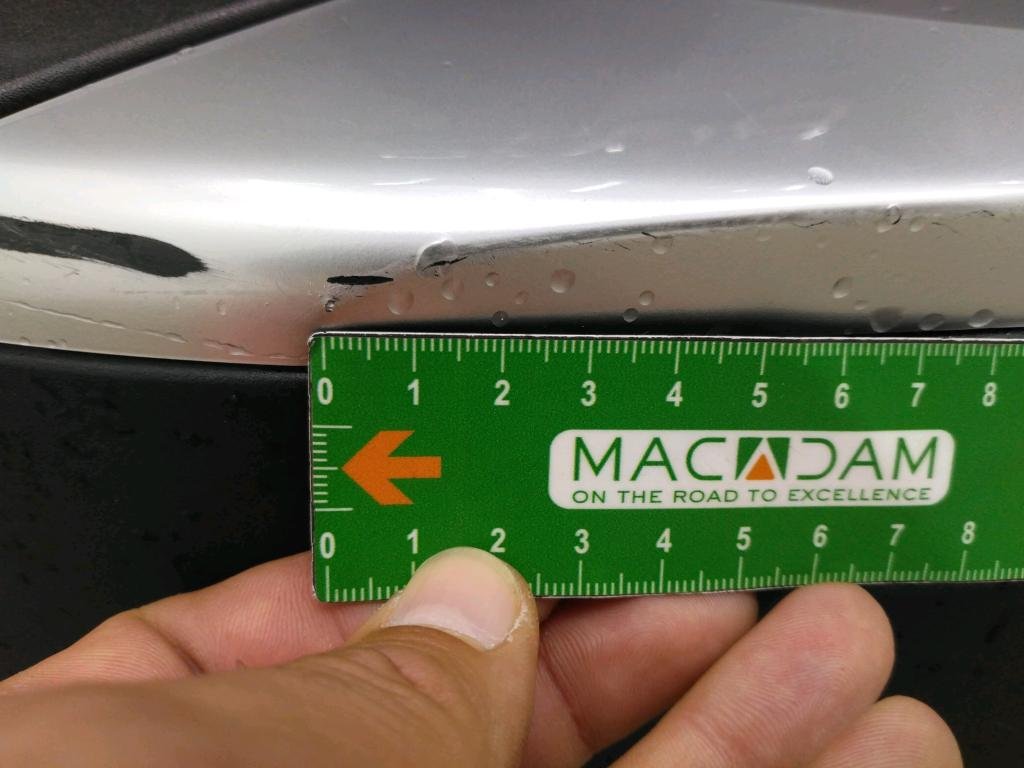 0 1 2 3 4 5 6 7 8
MACADAM
ON THE ROAD TO EXCELLENCE
0 1 2 3 4 5 6 7 8